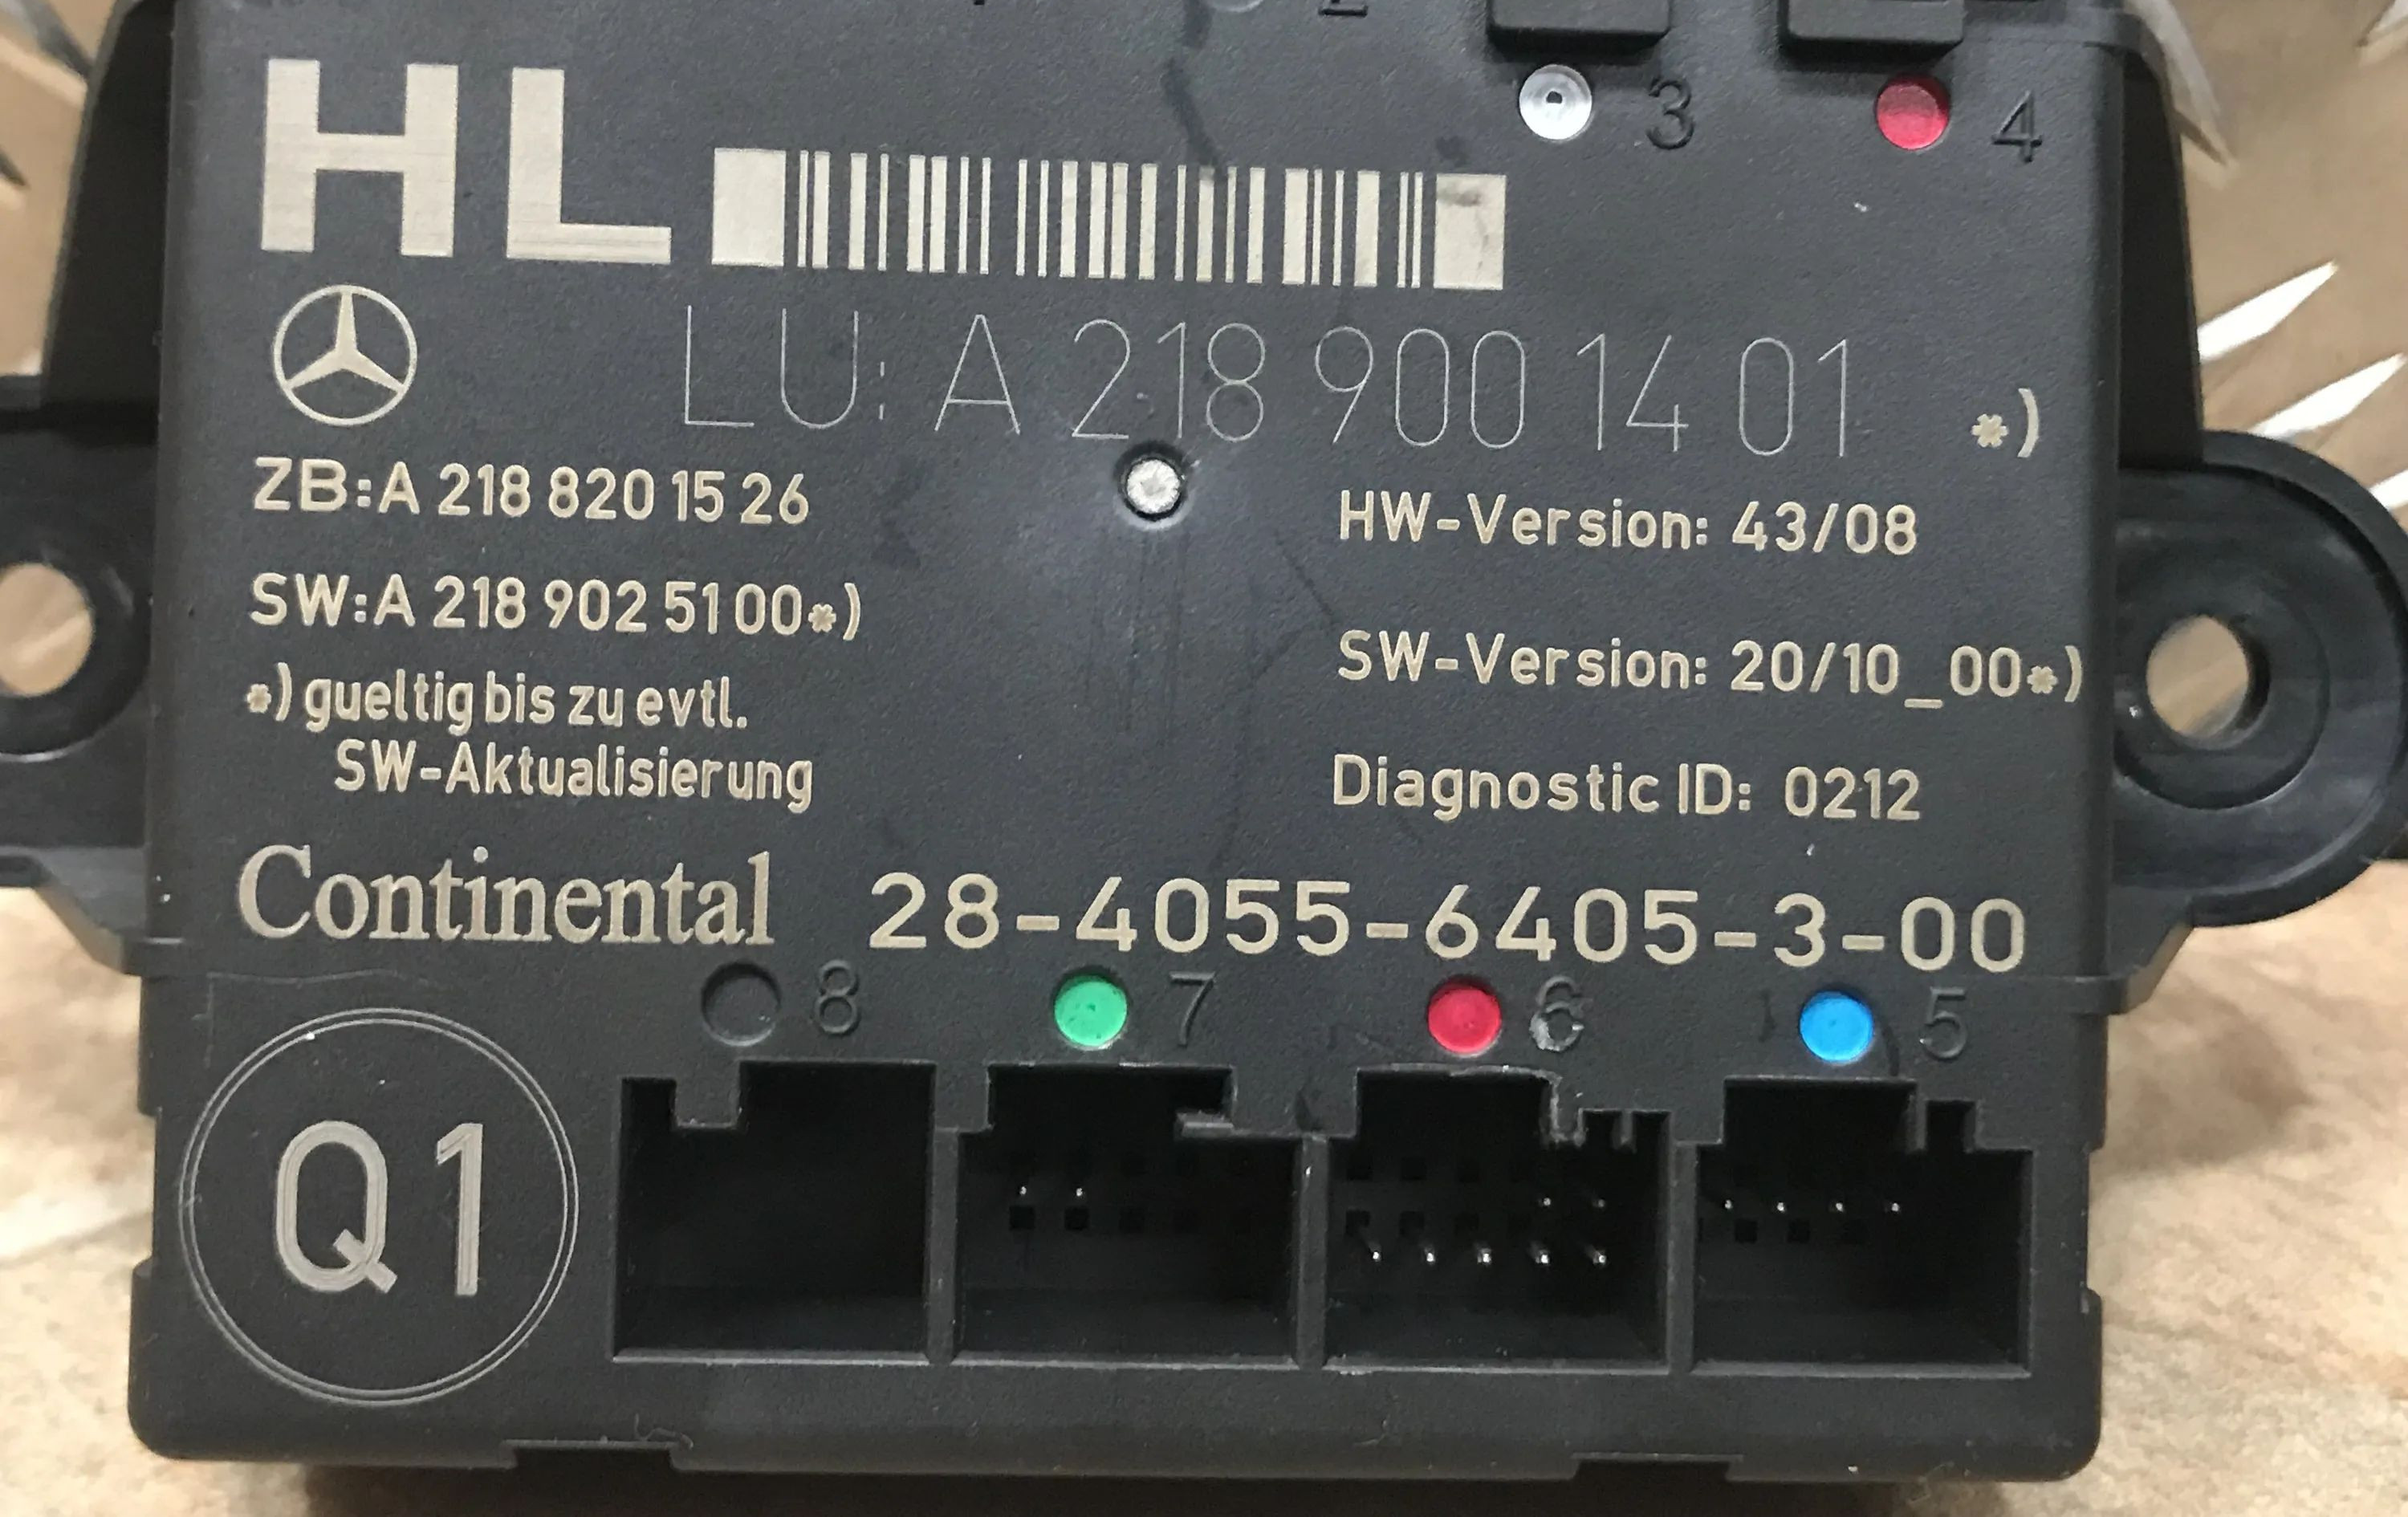 2
3
4
HL
LU: A 218 900 14 01 *)
ZB:A 218 820 15 26
HW-Version: 43/08
SW:A 218 902 51 00*)
SW-Version: 20/10_00*)
*) gueltig bis zu evtl.
SW-Aktualisierung
Diagnostic ID: 0212
Continental 28-4055-6405-3-00
8 7 6 5
Q1